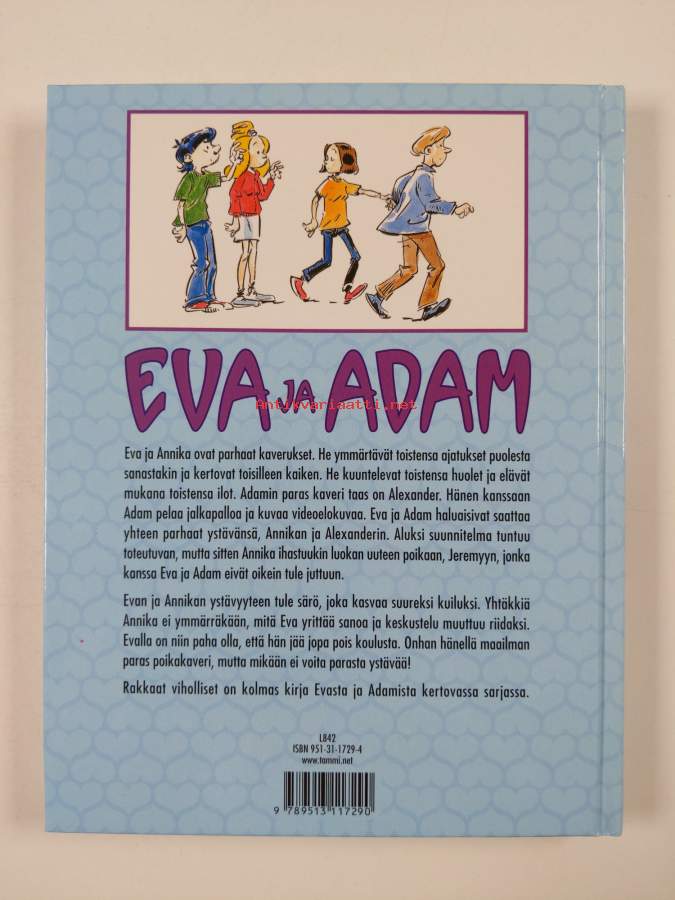 EVA JA ADAM
Antikvariaatti.net
Eva ja Annika ovat parhaat kaverukset. He ymmärtävät toistensa ajatukset puolesta
sanastakin ja kertovat toisilleen kaiken. He kuuntelevat toistensa huolet ja elävät
mukana toistensa ilot. Adamin paras kaveri taas on Alexander. Hänen kanssaan
Adam pelaa jalkapalloa ja kuvaa videoelokuvaa. Eva ja Adam haluaisivat saattaa
yhteen parhaat ystävänsä, Annikan ja Alexanderin. Aluksi suunnitelma tuntuu
toteutuvan, mutta sitten Annika ihastuukin luokan uuteen poikaan, Jeremyyn, jonka
kanssa Eva ja Adam eivät oikein tule juttuun.
Evan ja Annikan ystävyyteen tule särö, joka kasvaa suureksi kuiluksi. Yhtäkkiä
Annika ei ymmärräkään, mitä Eva yrittää sanoa ja keskustelu muuttuu riidaksi.
Evalla on niin paha olla, että hän jää jopa pois koulusta. Onhan hänellä maailman
paras poikakaveri, mutta mikään ei voita parasta ystävää!
Rakkaat viholliset on kolmas kirja Evasta ja Adamista kertovassa sarjassa.
L842
ISBN 951-31-1729-4
www.tammi.net
9 789513 117290